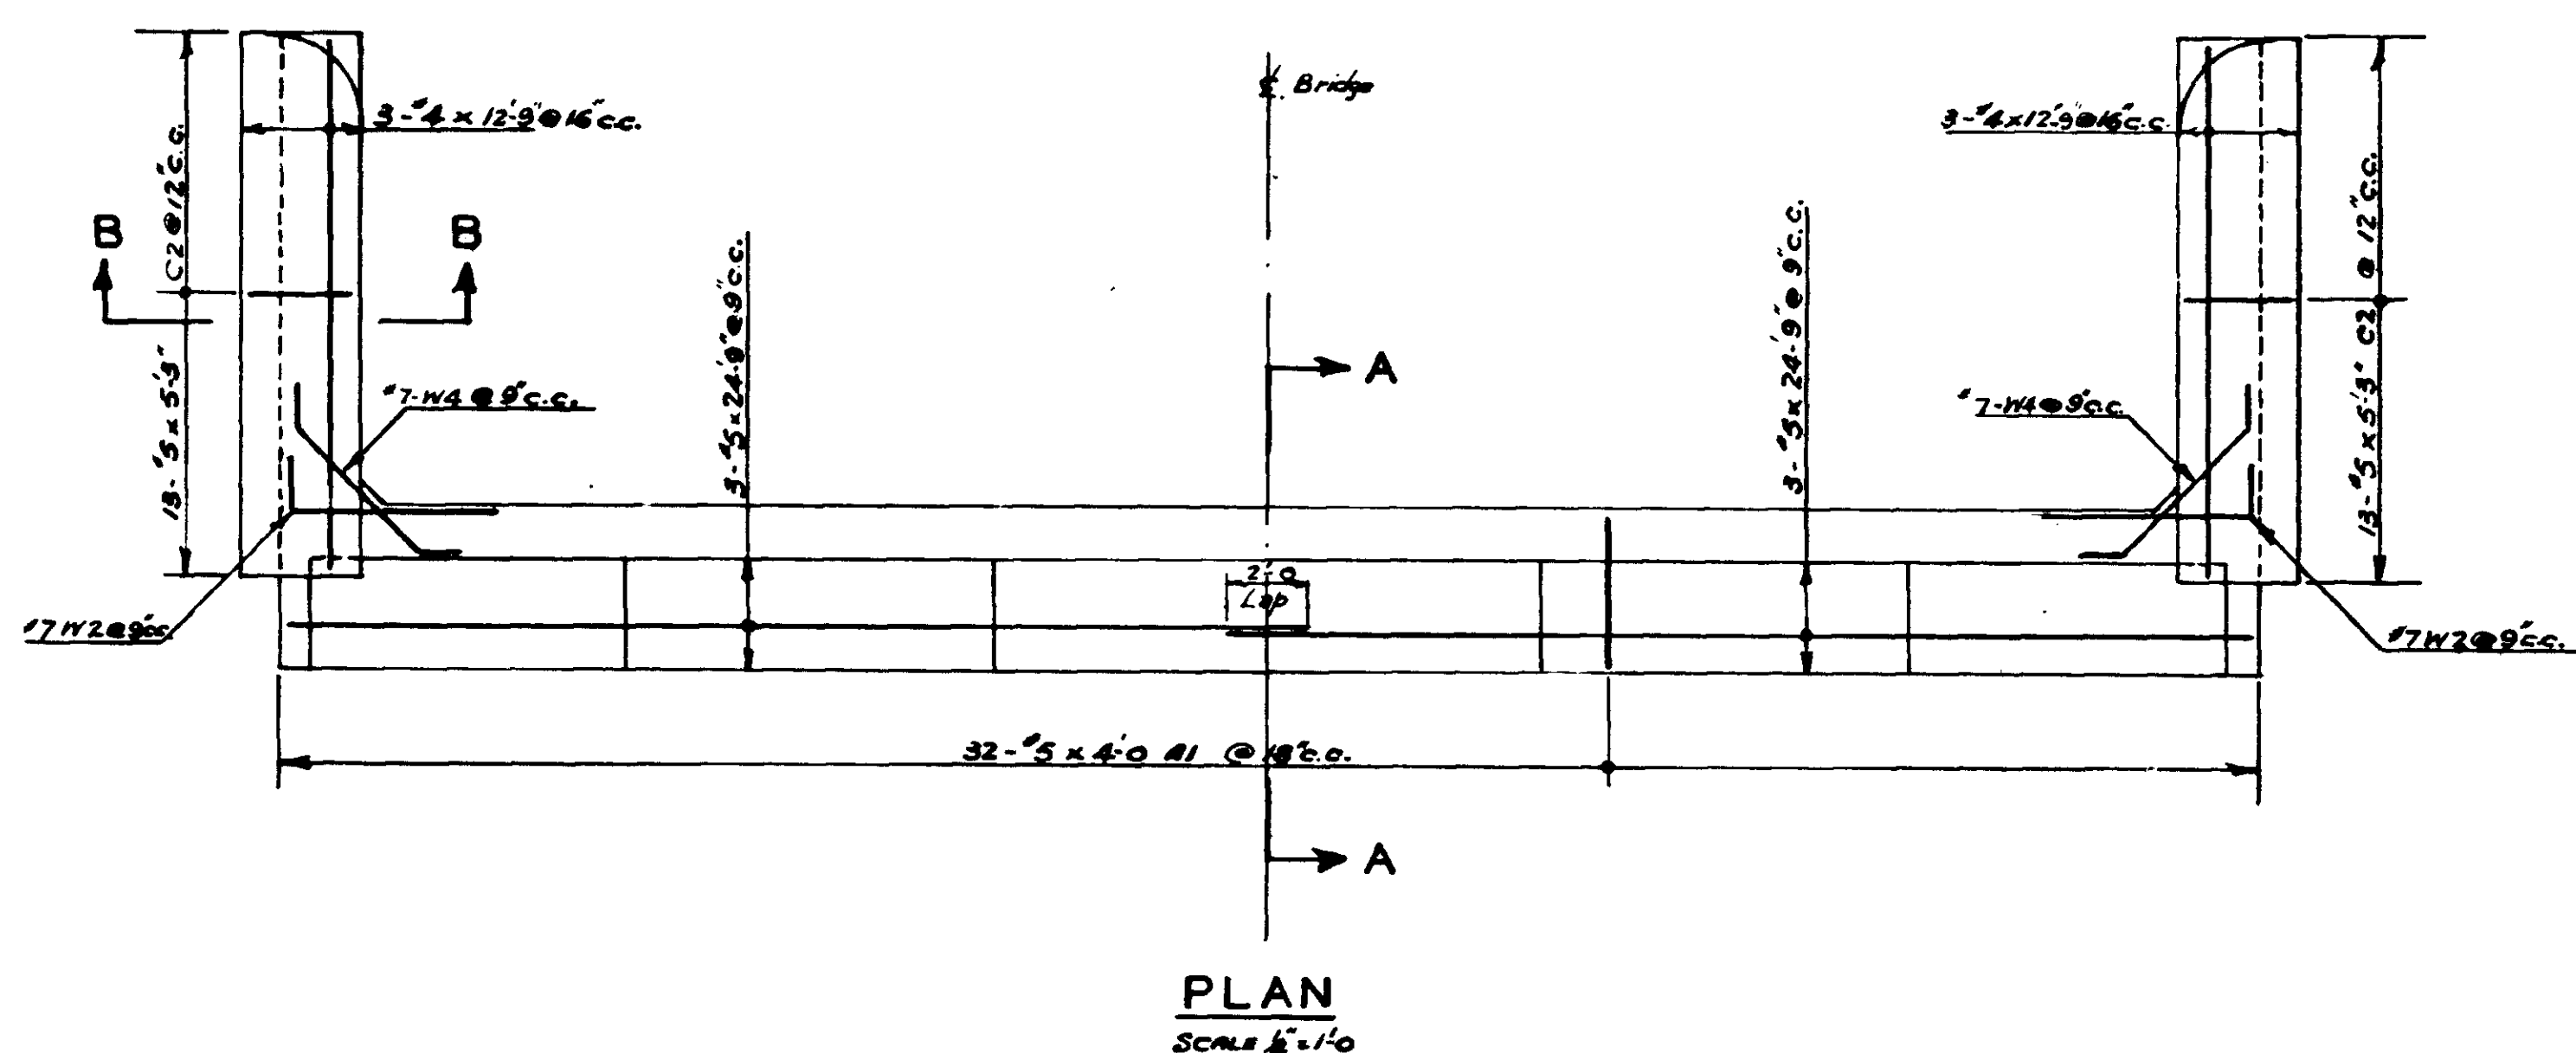 ℄ Bridge
3-#4 x 12'-9" @ 16" c.c.
3-#4 x 12'-9" @ 16" c.c.
13-#5 x 5'-3" C2 @ 12" c.c.
B
B
3-#5 x 24'-9" @ 9" c.c.
3-#5 x 24'-9" @ 9" c.c.
13-#5 x 5'-3" C2 @ 12" c.c.
A
#7-W4 @ 9" c.c.
#7-W4 @ 9" c.c.
2'-0
Lap
#7 W2 @ 9" cc
#7 W2 @ 9" c.c.
32-#5 x 4'-0 A1 @ 18" c.c.
A
PLAN
SCALE ½" = 1'-0